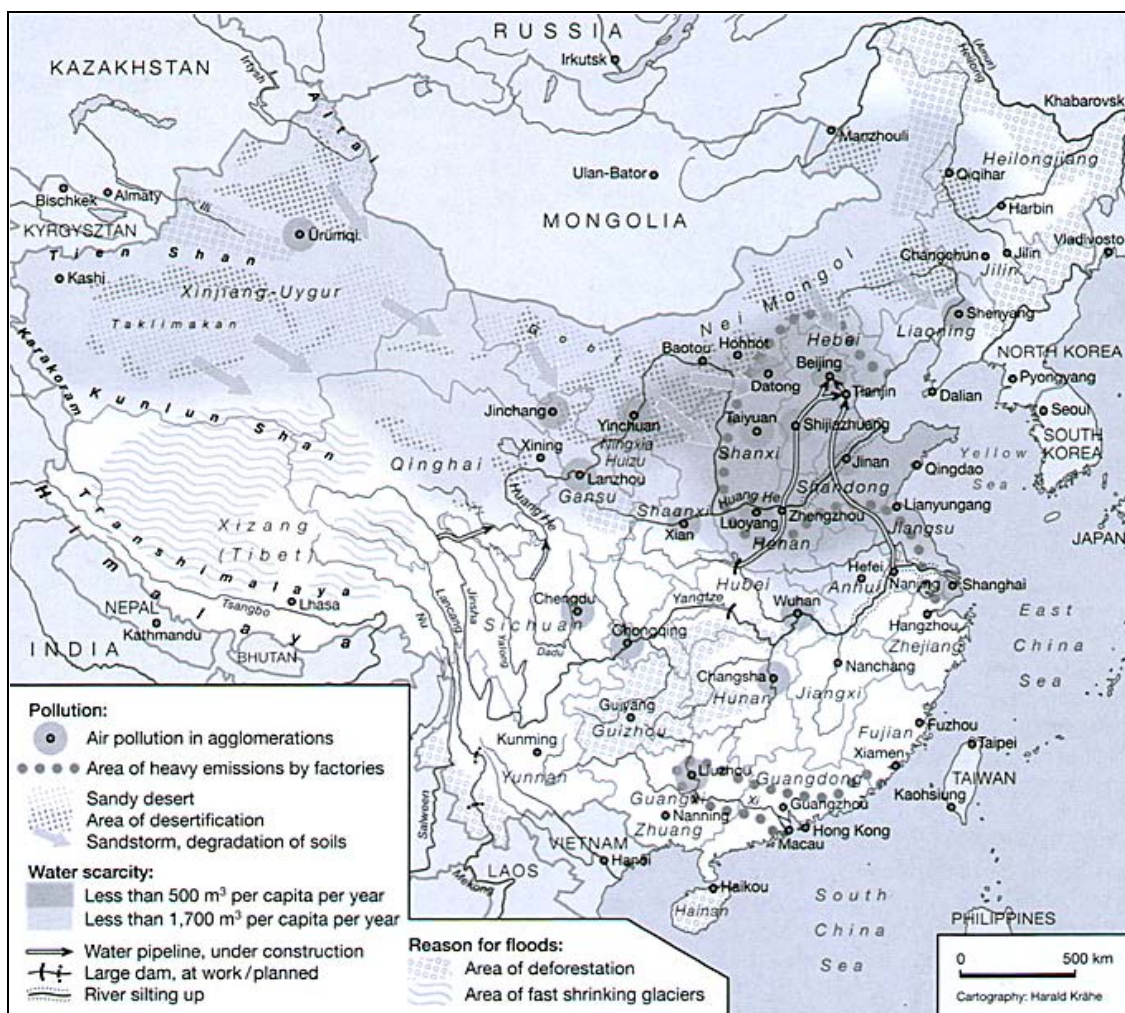 RUSSIA
Irkutsk
KAZAKHSTAN
Irtysh
Altai
(Amur)
Heilong
Khabarovsk
Manzhouli
Ulan-Bator
Heilongjiang
Qiqihar
Bischkek
Almaty
Ili
MONGOLIA
Harbin
KYRGYSZTAN
Ürümqi.
Tien Shan
Vladivosto
Changchun
Jilin
Jilin
Kashi
Xinjiang-Uygur
Nei Mongol
Taklimakan
Gobi
Shenyang
Liaoning
Hebei
Hohhot
Baotou
Beijing
NORTH KOREA
Karakoram
Kunlun Shan
Datong
Tianjin
Dalian
Pyongyang
Jinchang
Yinchuan
Taiyuan
Shijiazhuang
Seoul
Ningxia
Huizu
SOUTH
KOREA
Xining
Qinghai
Shanxi
Jinan
Yellow
Sea
Qingdao
Lanzhou
Gansu
Huang He
Shandong
Huang He
Shaanxi
Lianyungang
Xizang
(Tibet)
Luoyang
Zhengzhou
Jiangsu
Xian
Henan
JAPAN
Himalaya
Transhimalaya
Hefei
Hubei
Anhui
Nanjing
Shanghai
NEPAL
Tsangbo
Lhasa
Nu
Lancang
Jinsha
Yalong
Chengdu
Sichuan
Dadu
Yangtze
Wuhan
Hangzhou
East
China
Sea
Kathmandu
INDIA
BHUTAN
Chongqing
Zhejiang
Changsha
Nanchang
Hunan
Jiangxi
Guiyang
Guizhou
Fujian
Fuzhou
Kunming
Taipei
Yunnan
Xiamen
Liuzhou
Guangdong
TAIWAN
Guangxi
Xi
Guangzhou
Kaohsiung
Salween
Nanning
Zhuang
VIETNAM
Hong Kong
Macau
Hanoi
LAOS
Mekong
Haikou
Hainan
South
China
Sea
PHILIPPINES
Pollution:
Air pollution in agglomerations
Area of heavy emissions by factories
Sandy desert
Area of desertification
Sandstorm, degradation of soils
Water scarcity:
Less than 500 m³ per capita per year
Less than 1,700 m³ per capita per year
Water pipeline, under construction
Large dam, at work/planned
River silting up
Reason for floods:
Area of deforestation
Area of fast shrinking glaciers
0 500 km
Cartography: Harald Krähe